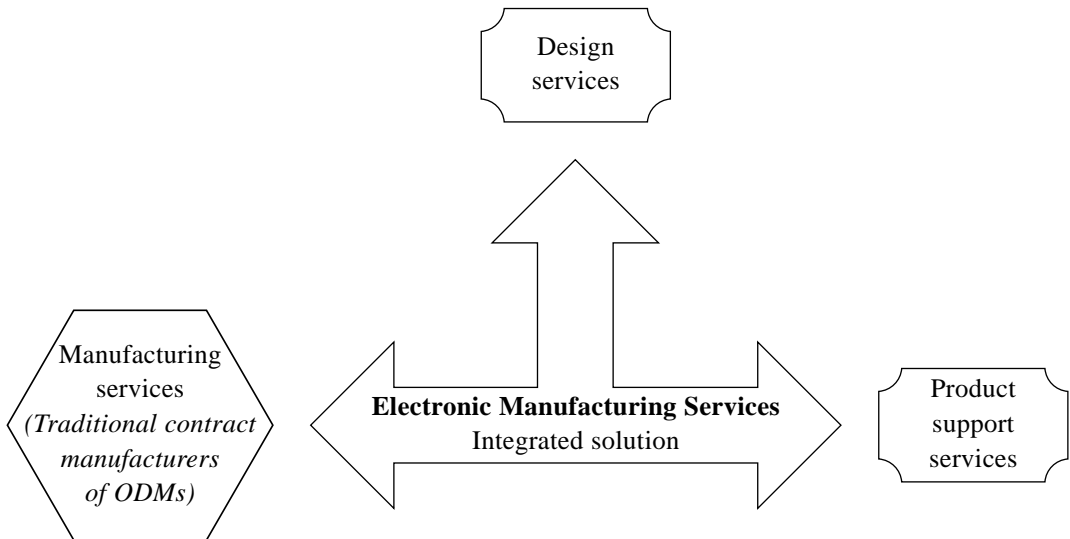 Design
services
Manufacturing
services
(Traditional contract
manufacturers
of ODMs)
Electronic Manufacturing Services
Integrated solution
Product
support
services